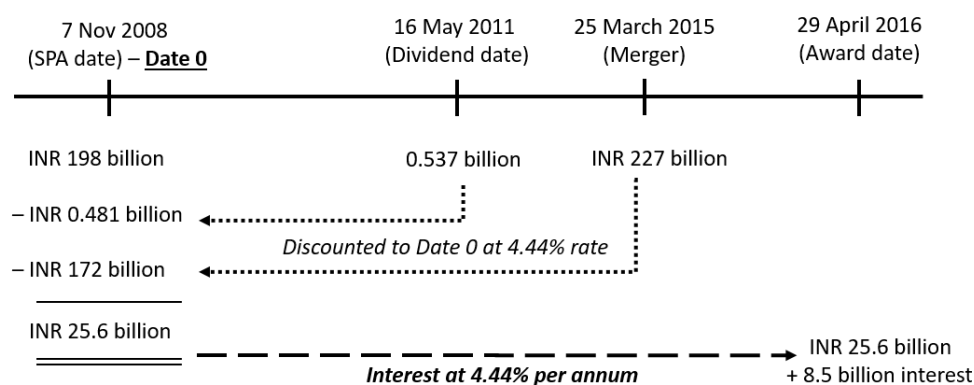 7 Nov 2008
(SPA date) – Date 0
16 May 2011
(Dividend date)
25 March 2015
(Merger)
29 April 2016
(Award date)
INR 198 billion
0.537 billion
INR 227 billion
– INR 0.481 billion
Discounted to Date 0 at 4.44% rate
– INR 172 billion
INR 25.6 billion
Interest at 4.44% per annum
INR 25.6 billion
+ 8.5 billion interest